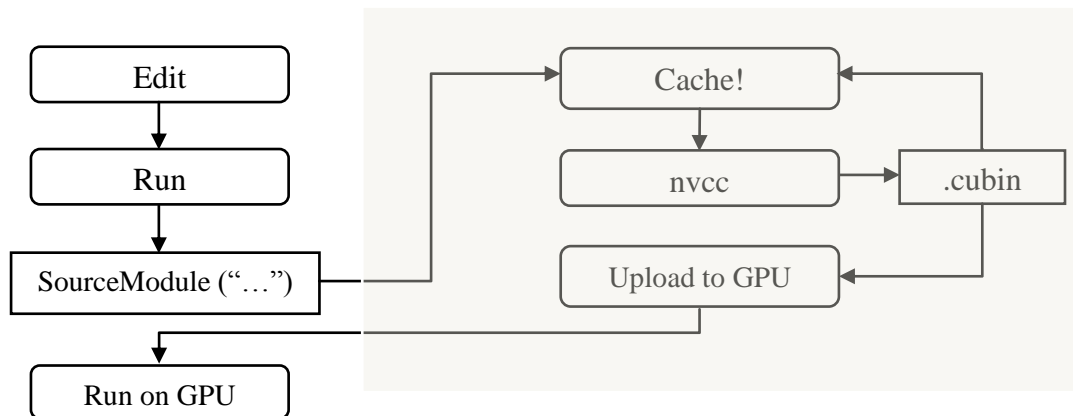 Edit
Run
SourceModule (“…”)
Run on GPU
Cache!
nvcc
.cubin
Upload to GPU